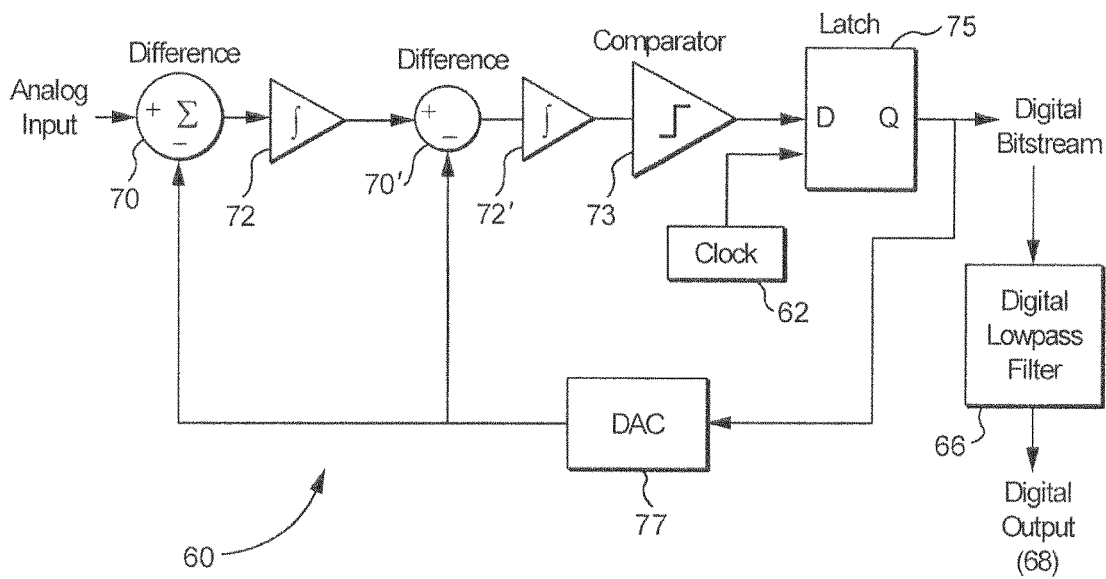 Analog
Input
Difference
+ Σ
−
70
∫
72
Difference
+
−
70′
∫
72′
Comparator
73
Latch
75
D Q
Clock
62
Digital
Bitstream
Digital
Lowpass
Filter
66
Digital
Output
(68)
DAC
77
60